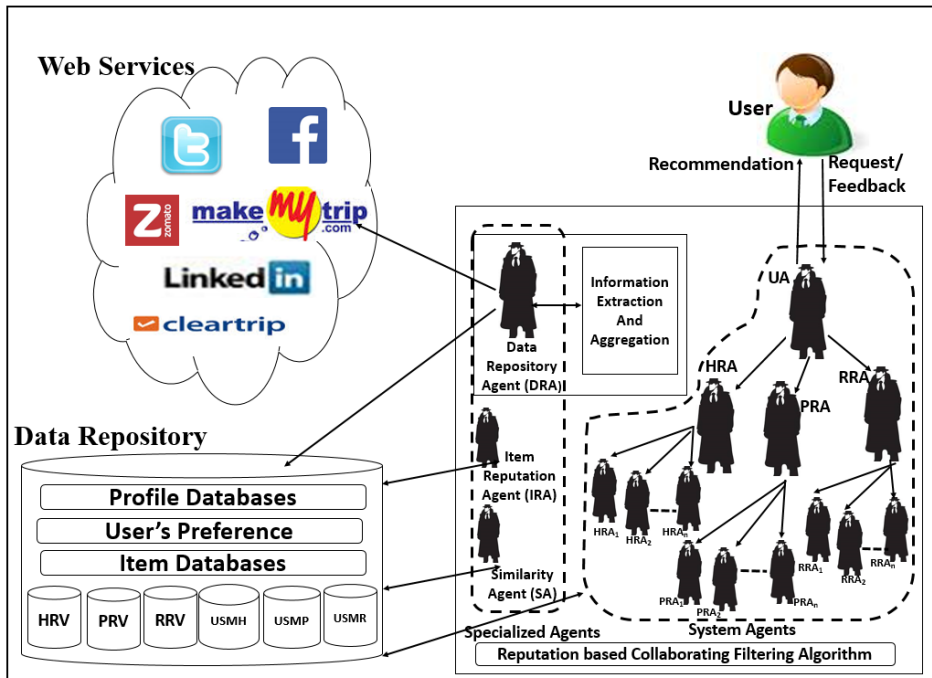 Web Services
t
f
Z
zomato
make my trip
.com
Linked in
cleartrip
User
Recommendation
Request/
Feedback
UA
HRA
PRA
RRA
HRA1
HRA2
HRAn
PRA1
PRA2
PRAn
RRA1
RRA2
RRAn
System Agents
Information
Extraction
And
Aggregation
Data
Repository
Agent (DRA)
Item
Reputation
Agent (IRA)
Similarity
Agent (SA)
Specialized Agents
Reputation based Collaborating Filtering Algorithm
Data Repository
Profile Databases
User's Preference
Item Databases
HRV
PRV
RRV
USMH
USMP
USMR